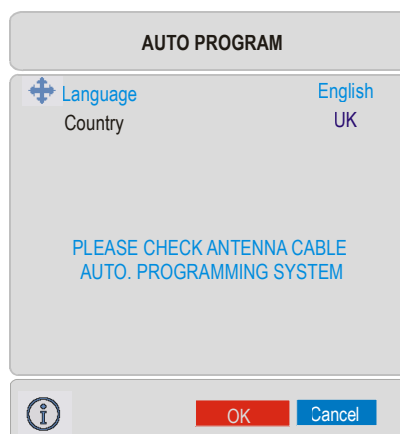 AUTO PROGRAM
Language English
Country UK
PLEASE CHECK ANTENNA CABLE
AUTO. PROGRAMMING SYSTEM
OK Cancel